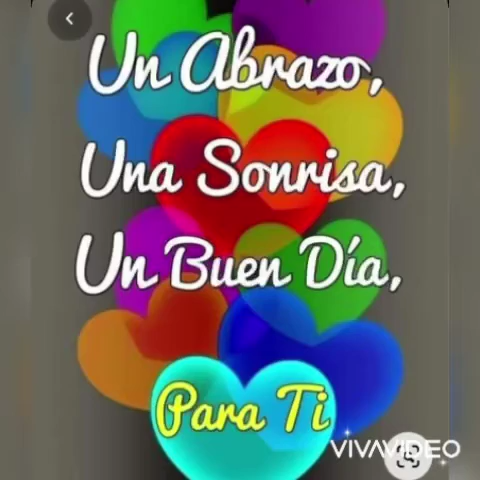 Un Abrazo,
Una Sonrisa,
Un Buen Día,
Para Ti
VIVAVIDEO